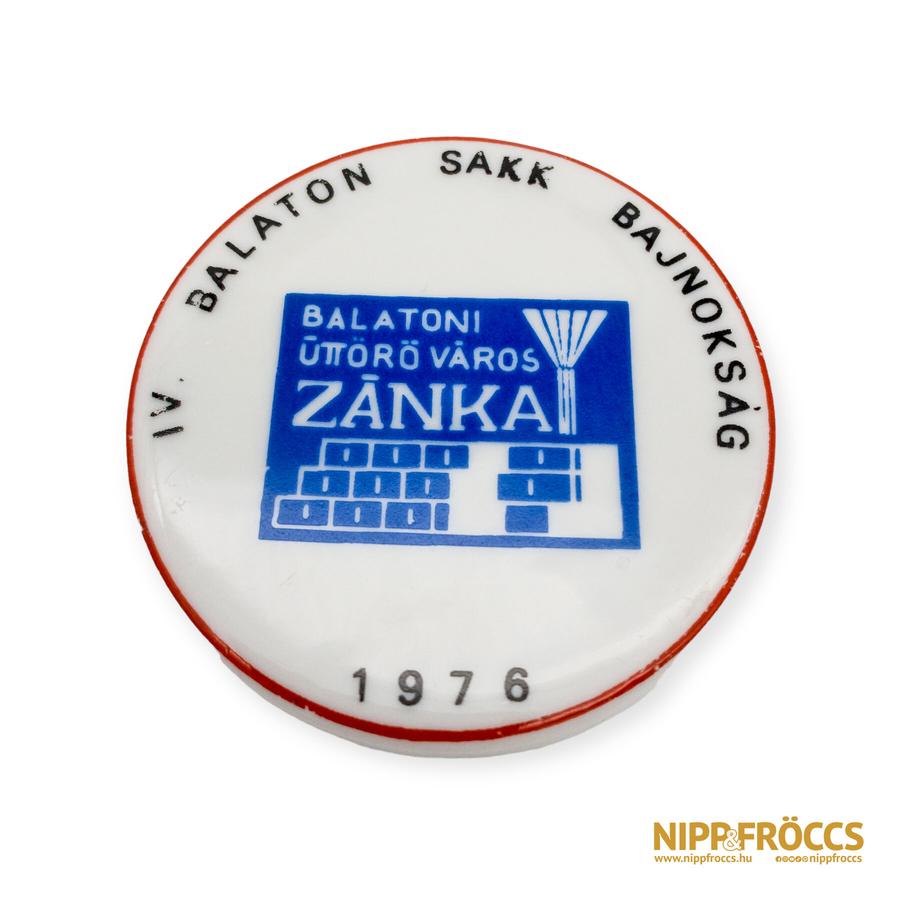 IV. BALATON SAKK BAJNOKSÁG
BALATONI
ÚTTÖRŐ VÁROS
ZÁNKA
1976
NIPP&FRÖCCS
www.nippfroccs.hu nippfroccs